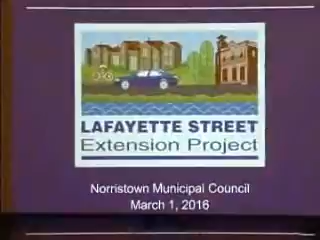 LAFAYETTE STREET
Extension Project
Norristown Municipal Council
March 1, 2016